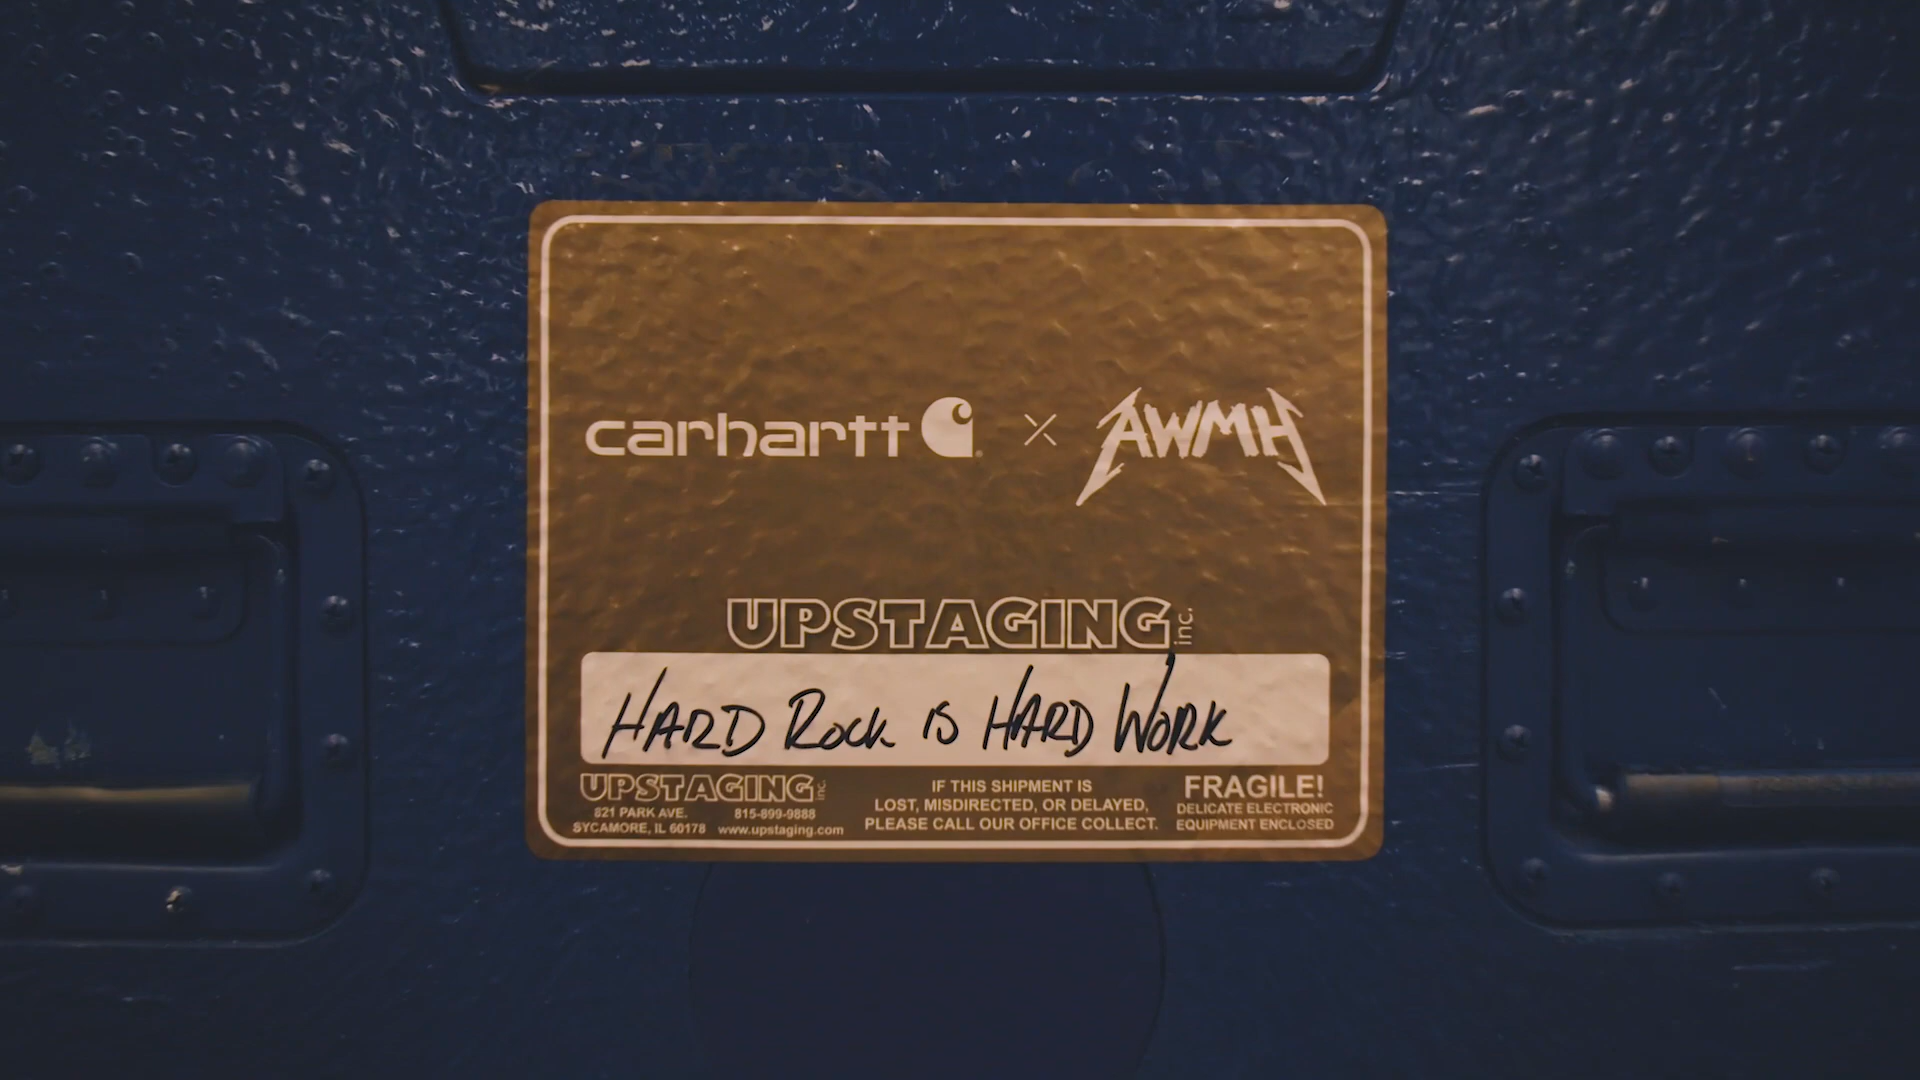 carhartt × AWMH
UPSTAGING inc.
HARD ROCK IS HARD WORK
UPSTAGING inc.
821 PARK AVE. 815-899-9888
SYCAMORE, IL 60178 www.upstaging.com
IF THIS SHIPMENT IS
LOST, MISDIRECTED, OR DELAYED,
PLEASE CALL OUR OFFICE COLLECT.
FRAGILE!
DELICATE ELECTRONIC
EQUIPMENT ENCLOSED